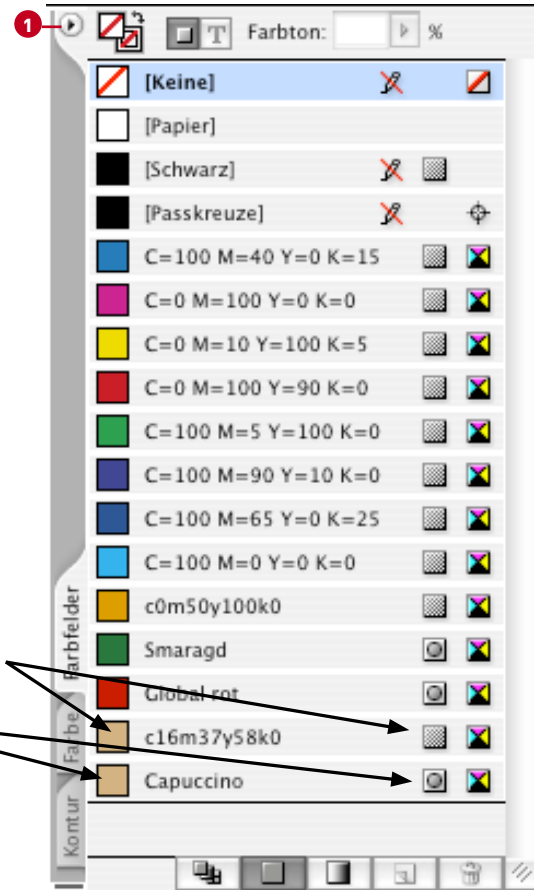 1
T Farbton: %
[Keine]
[Papier]
[Schwarz]
[Passkreuze]
C=100 M=40 Y=0 K=15
C=0 M=100 Y=0 K=0
C=0 M=10 Y=100 K=5
C=0 M=100 Y=90 K=0
C=100 M=5 Y=100 K=0
C=100 M=90 Y=10 K=0
C=100 M=65 Y=0 K=25
C=100 M=0 Y=0 K=0
c0m50y100k0
Smaragd
Global rot
c16m37y58k0
Capuccino
Farbfelder
Farbe
Kontur